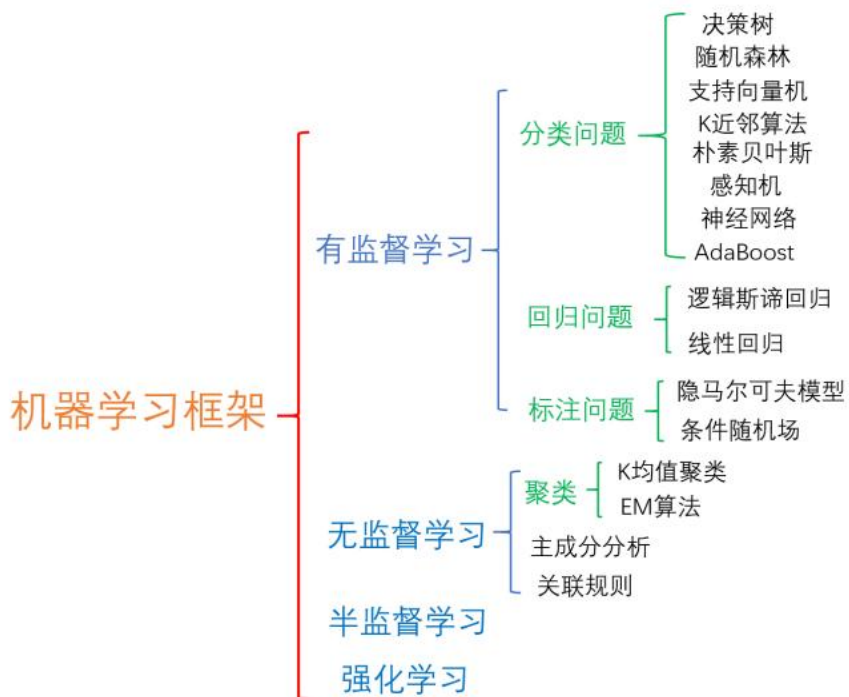 机器学习框架
有监督学习
分类问题
决策树
随机森林
支持向量机
K近邻算法
朴素贝叶斯
感知机
神经网络
AdaBoost
回归问题
逻辑斯谛回归
线性回归
标注问题
隐马尔可夫模型
条件随机场
无监督学习
聚类
K均值聚类
EM算法
主成分分析
关联规则
半监督学习
强化学习